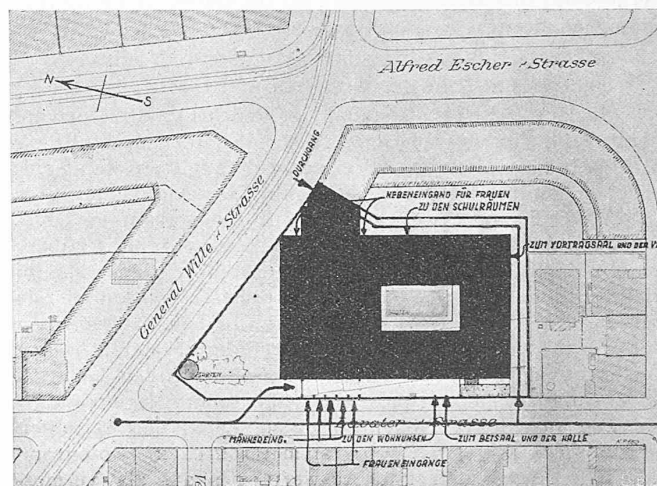 Alfred Escher-Strasse
N
S
DURCHGANG
NEBENEINGANG FÜR FRAUEN
ZU DEN SCHULRÄUMEN
General Wille-Strasse
ZUM VORTRAGSAAL UND DER V
GARTEN
Lavater-Strasse
MÄNNEREING.
ZU DEN WOHNUNGEN
ZUM BETSAAL UND DER HALLE
FRAUENEINGÄNGE